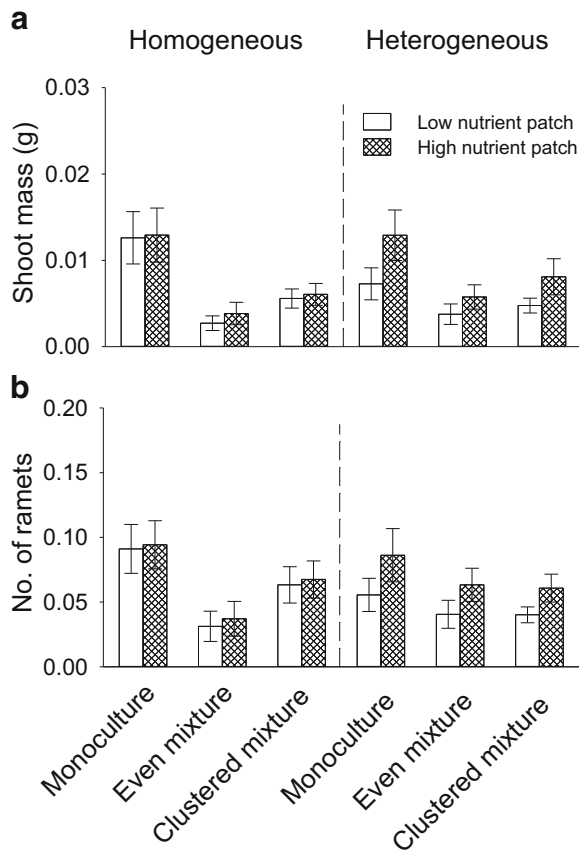 a
Homogeneous Heterogeneous
Shoot mass (g)
0.03
0.02
0.01
0.00
Low nutrient patch
High nutrient patch
b
No. of ramets
0.20
0.15
0.10
0.05
0.00
Monoculture
Even mixture
Clustered mixture
Monoculture
Even mixture
Clustered mixture